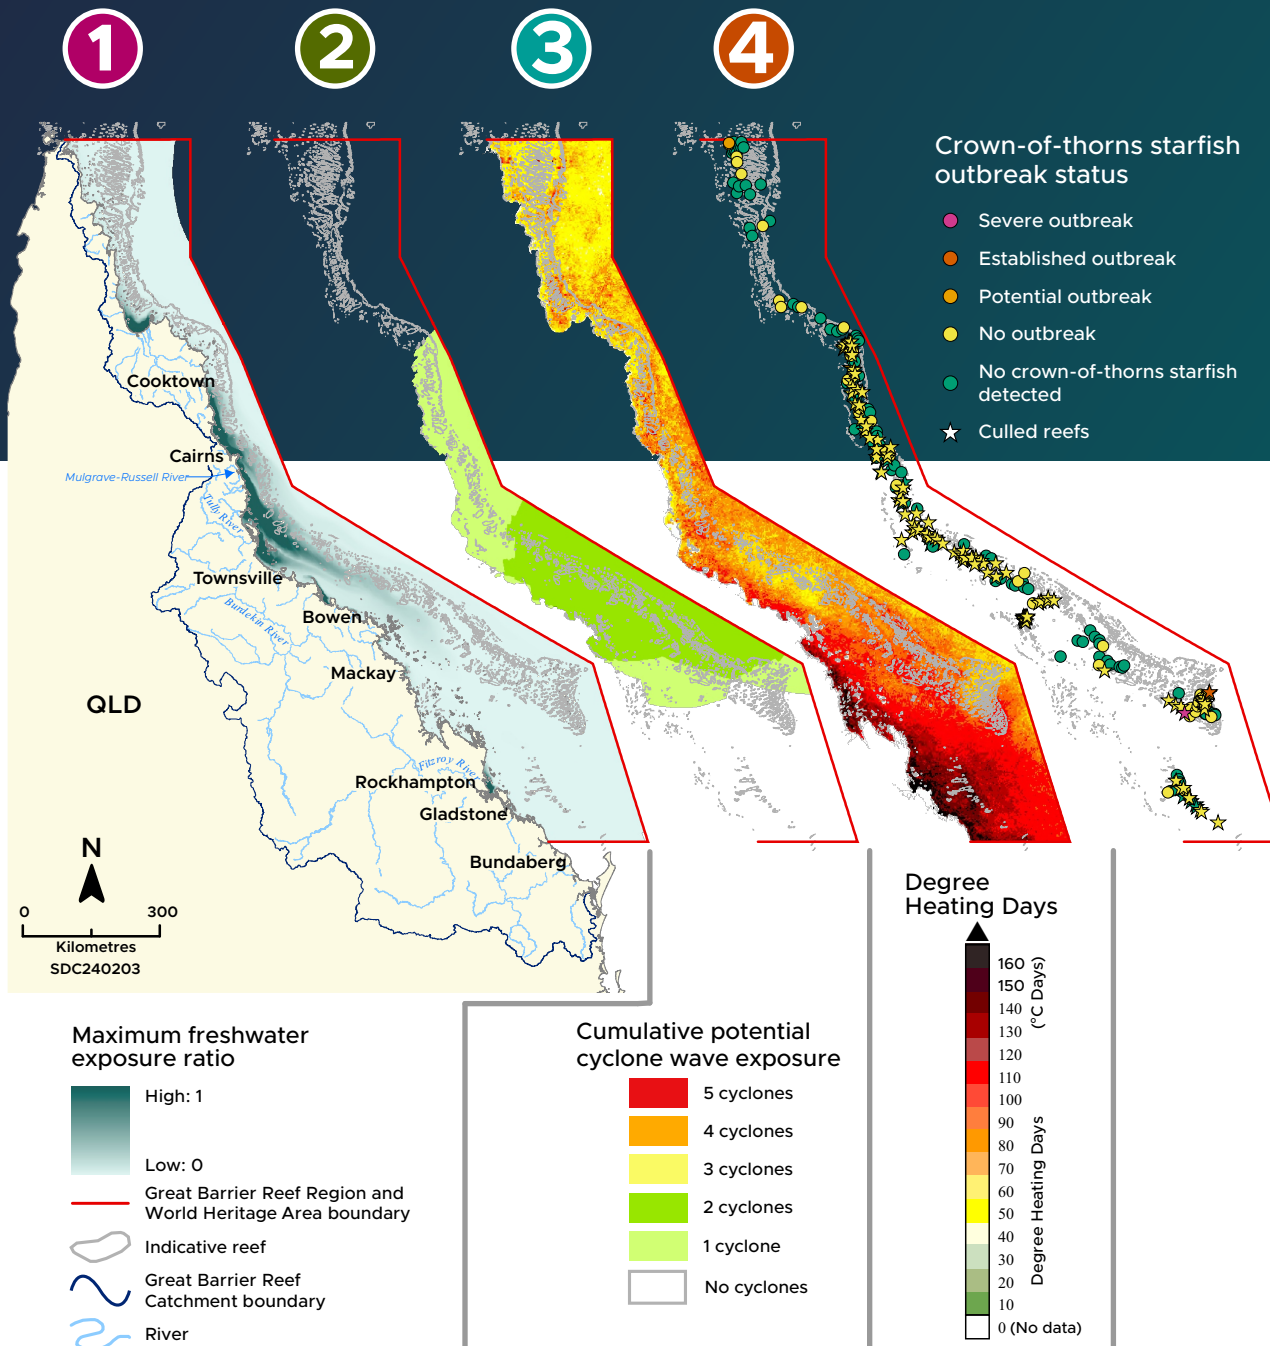 1
2
3
4
Crown-of-thorns starfish
outbreak status
Severe outbreak
Established outbreak
Potential outbreak
No outbreak
No crown-of-thorns starfish
detected
Culled reefs
Cooktown
Cairns
Mulgrave-Russell River
Tully River
Townsville
Burdekin River
Bowen
Mackay
QLD
Fitzroy River
Rockhampton
Gladstone
Bundaberg
N
0 300
Kilometres
SDC240203
Maximum freshwater
exposure ratio
High: 1
Low: 0
Great Barrier Reef Region and
World Heritage Area boundary
Indicative reef
Great Barrier Reef
Catchment boundary
River
Cumulative potential
cyclone wave exposure
5 cyclones
4 cyclones
3 cyclones
2 cyclones
1 cyclone
No cyclones
Degree
Heating Days
160
150
140
130
120
110
100
90
80
70
60
50
40
30
20
10
0 (No data)
(°C Days)
Degree Heating Days